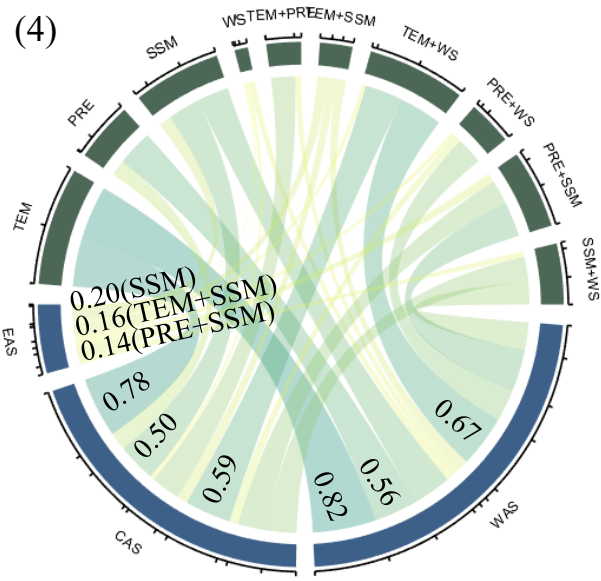 (4)
WS
TEM+PRE
TEM+SSM
SSM
TEM+WS
PRE
PRE+WS
PRE+SSM
TEM
SSM+WS
0.20(SSM)
0.16(TEM+SSM)
0.14(PRE+SSM)
EAS
0.78
0.50
0.59
0.82
0.56
0.67
CAS
WAS